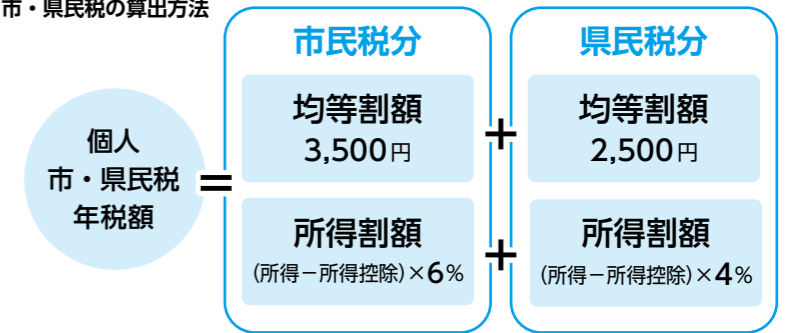 市・県民税の算出方法
個人
市・県民税
年税額
＝
市民税分
均等割額
3,500円
所得割額
(所得－所得控除)×6%
＋
＋
県民税分
均等割額
2,500円
所得割額
(所得－所得控除)×4%